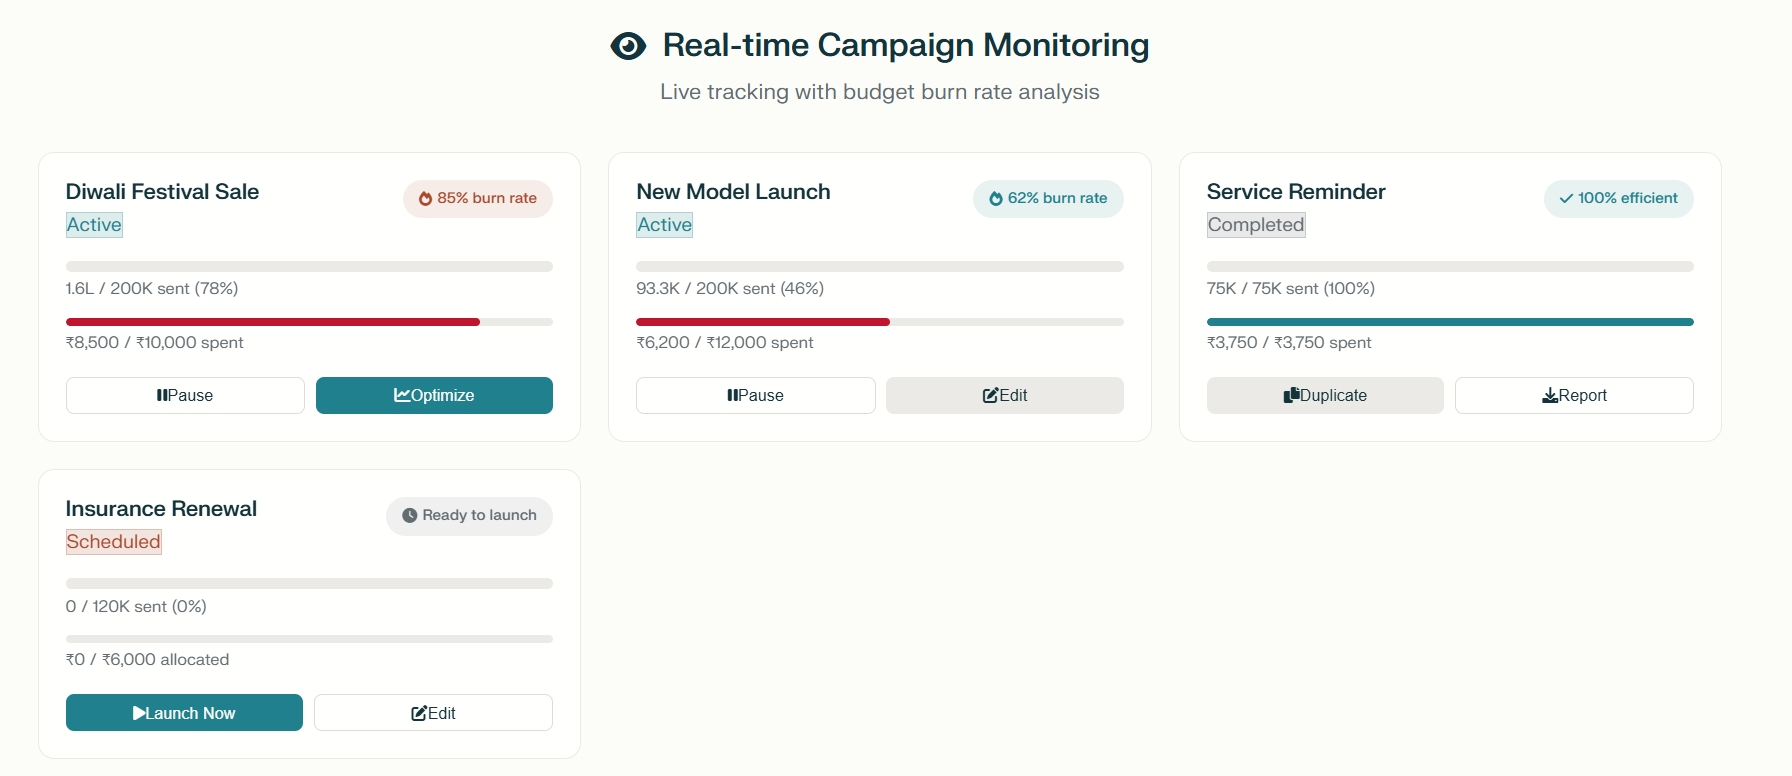 Real-time Campaign Monitoring
Live tracking with budget burn rate analysis
Diwali Festival Sale
85% burn rate
Active
1.6L / 200K sent (78%)
₹8,500 / ₹10,000 spent
Pause
Optimize
New Model Launch
62% burn rate
Active
93.3K / 200K sent (46%)
₹6,200 / ₹12,000 spent
Pause
Edit
Service Reminder
100% efficient
Completed
75K / 75K sent (100%)
₹3,750 / ₹3,750 spent
Duplicate
Report
Insurance Renewal
Ready to launch
Scheduled
0 / 120K sent (0%)
₹0 / ₹6,000 allocated
Launch Now
Edit